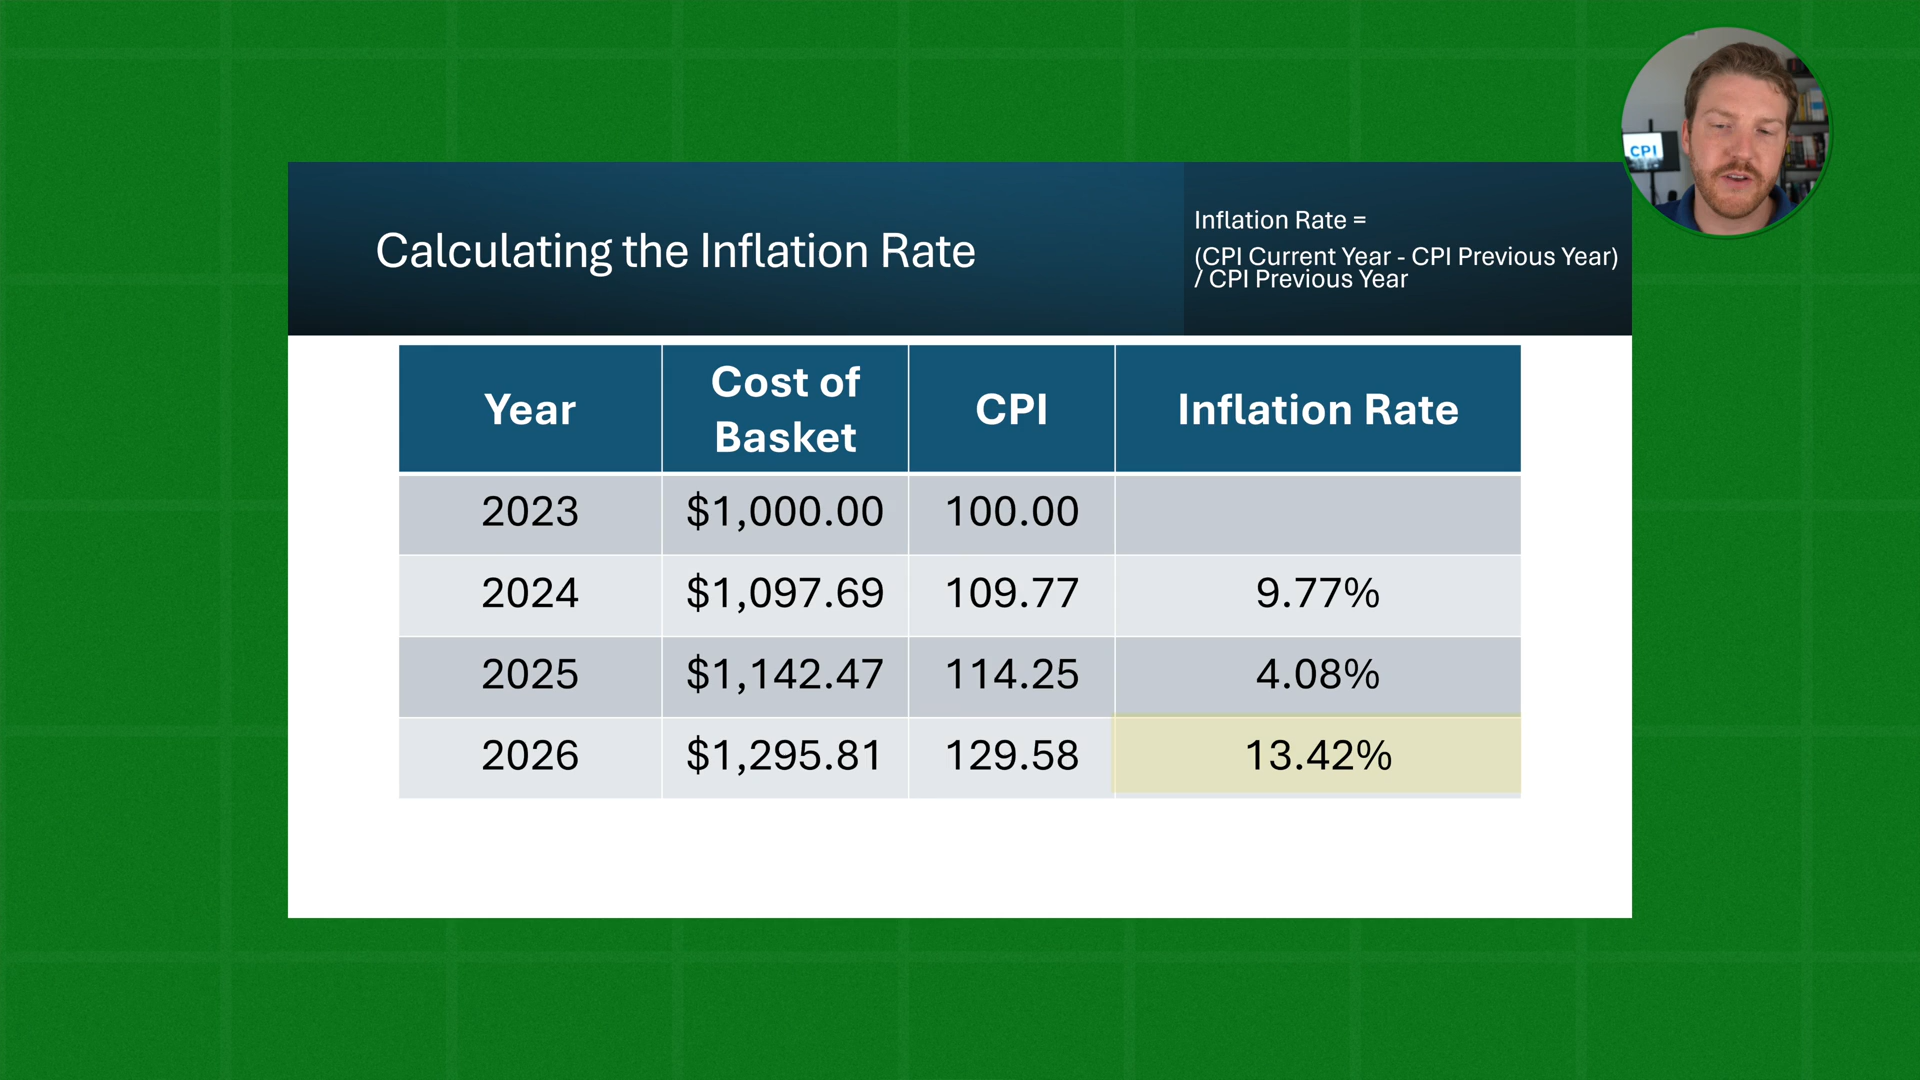 CPI
Calculating the Inflation Rate
Inflation Rate =
(CPI Current Year - CPI Previous Year)
/ CPI Previous Year
Year Cost of Basket CPI Inflation Rate
2023 $1,000.00 100.00
2024 $1,097.69 109.77 9.77%
2025 $1,142.47 114.25 4.08%
2026 $1,295.81 129.58 13.42%